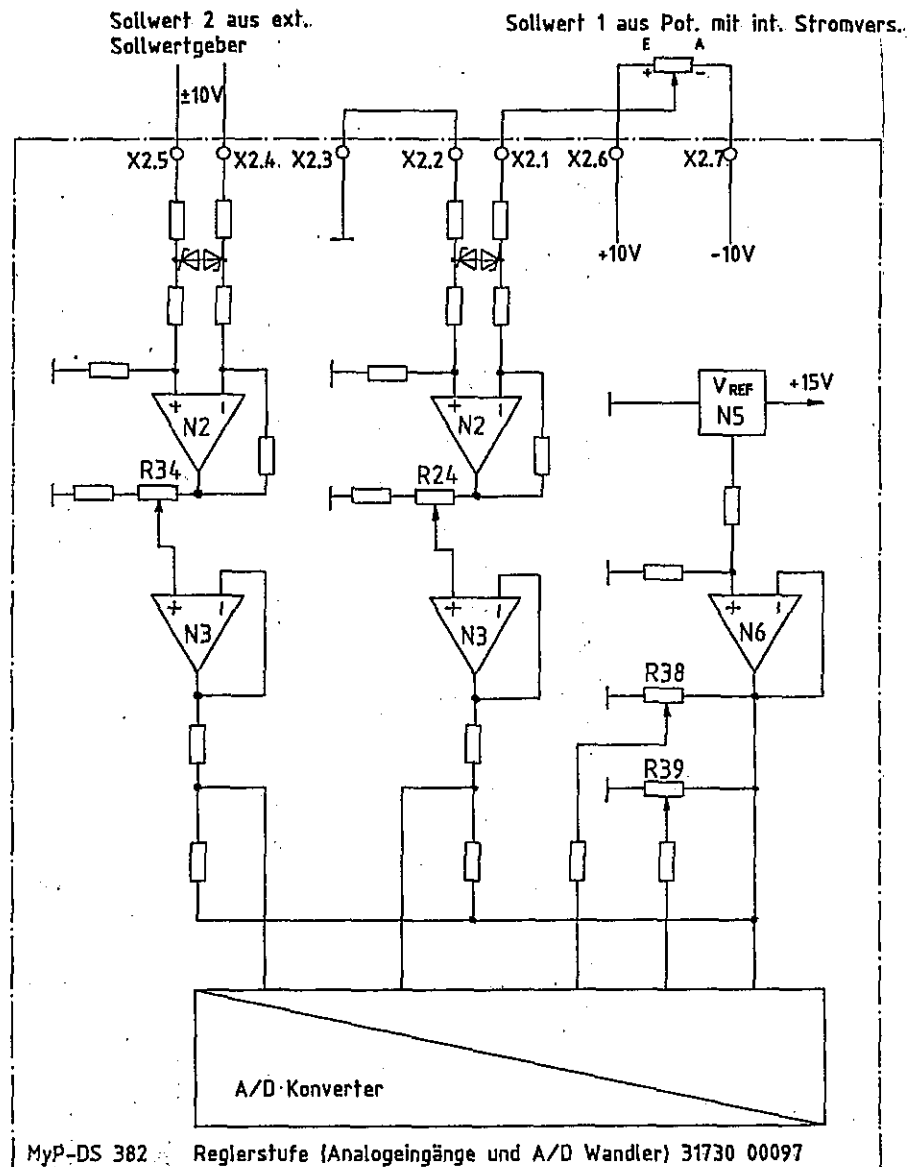 Sollwert 2 aus ext.
Sollwertgeber
Sollwert 1 aus Pot. mit int. Stromvers.
E A
+ -
±10V
X2.5 X2.4 X2.3 X2.2 X2.1 X2.6 X2.7
+10V -10V
VREF +15V
N5
+ - + -
N2 N2
R34 R24
+ - + - + -
N3 N3 N6
R38
R39
A/D Konverter
MyP-DS 382 Reglerstufe (Analogeingänge und A/D Wandler) 31730 00097